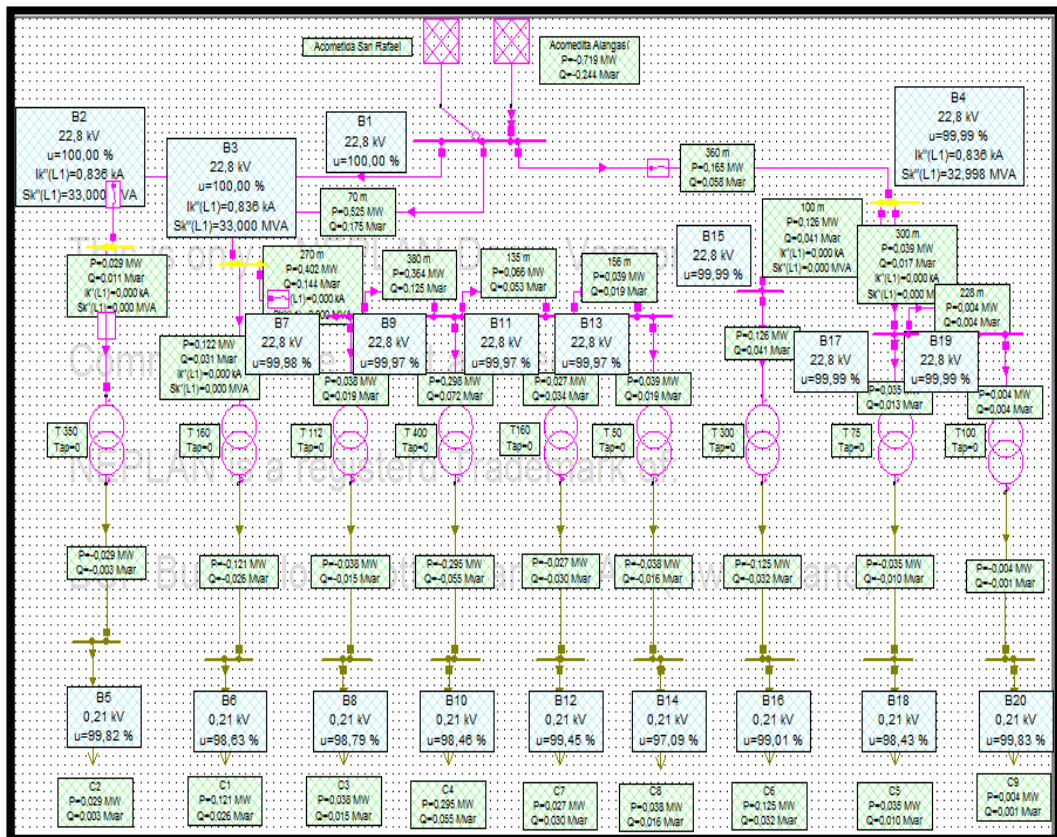 Acometida San Rafael
Acomedita Alangasí
P=-0,719 MW
Q=-0,244 Mvar
B2
22,8 kV
u=100,00 %
Ik"(L1)=0,836 kA
Sk"(L1)=33,000 MVA
B3
22,8 kV
u=100,00 %
Ik"(L1)=0,836 kA
Sk"(L1)=33,000 MVA
B1
22,8 kV
u=100,00 %
360 m
P=0,165 MW
Q=0,058 Mvar
B4
22,8 kV
u=99,99 %
Ik"(L1)=0,836 kA
Sk"(L1)=32,998 MVA
70 m
P=0,525 MW
Q=0,175 Mvar
100 m
P=0,126 MW
Q=0,041 Mvar
Ik"(L1)=0,000 kA
Sk"(L1)=0,000 MVA
300 m
P=0,039 MW
Q=0,017 Mvar
Ik"(L1)=0,000 kA
Sk"(L1)=0,000 M
B15
22,8 kV
u=99,99 %
P=0,029 MW
Q=0,011 Mvar
Ik"(L1)=0,000 kA
Sk"(L1)=0,000 MVA
270 m
P=0,402 MW
Q=0,144 Mvar
(L1)=0,000 kA
380 m
P=0,364 MW
Q=0,125 Mvar
135 m
P=0,066 MW
Q=0,053 Mvar
156 m
P=0,039 MW
Q=0,019 Mvar
228 m
P=0,004 MW
Q=0,004 Mvar
B7
22,8 kV
u=99,98 %
B9
22,8 kV
u=99,97 %
B11
22,8 kV
u=99,97 %
B13
22,8 kV
u=99,97 %
P=0,126 MW
Q=0,041 Mvar
B17
22,8 kV
u=99,99 %
B19
22,8 kV
u=99,99 %
P=0,122 MW
Q=0,031 Mvar
Ik"(L1)=0,000 kA
Sk"(L1)=0,000 MVA
P=0,038 MW
Q=0,019 Mvar
P=0,298 MW
Q=0,072 Mvar
P=0,027 MW
Q=0,034 Mvar
P=0,039 MW
Q=0,019 Mvar
P=0,035 MW
Q=0,013 Mvar
P=0,004 MW
Q=0,004 Mvar
T 350
Tap=0
T 160
Tap=0
T 112
Tap=0
T 400
Tap=0
T160
Tap=0
T 50
Tap=0
T 300
Tap=0
T 75
Tap=0
T100
Tap=0
NEPLAN is a registerd Trademark of
P=-0,029 MW
Q=-0,003 Mvar
P=-0,121 MW
Q=-0,026 Mvar
P=-0,038 MW
Q=-0,015 Mvar
P=-0,295 MW
Q=-0,055 Mvar
P=-0,027 MW
Q=-0,030 Mvar
P=-0,038 MW
Q=-0,016 Mvar
P=-0,125 MW
Q=-0,032 Mvar
P=-0,035 MW
Q=-0,010 Mvar
P=-0,004 MW
Q=-0,001 Mvar
B5
0,21 kV
u=99,82 %
B6
0,21 kV
u=98,63 %
B8
0,21 kV
u=98,79 %
B10
0,21 kV
u=98,46 %
B12
0,21 kV
u=99,45 %
B14
0,21 kV
u=97,09 %
B16
0,21 kV
u=99,01 %
B18
0,21 kV
u=98,43 %
B20
0,21 kV
u=99,83 %
C2
P=0,029 MW
Q=0,003 Mvar
C1
P=0,121 MW
Q=0,026 Mvar
C3
P=0,038 MW
Q=0,015 Mvar
C4
P=0,295 MW
Q=0,055 Mvar
C7
P=0,027 MW
Q=0,030 Mvar
C8
P=0,038 MW
Q=0,016 Mvar
C6
P=0,125 MW
Q=0,032 Mvar
C5
P=0,035 MW
Q=0,010 Mvar
C9
P=0,004 MW
Q=0,001 Mvar